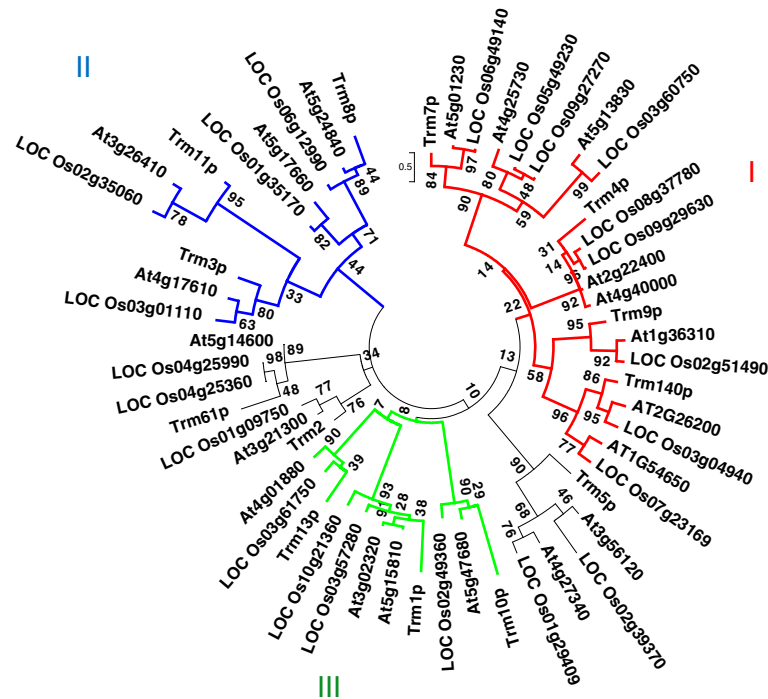 II
I
III
0.5
Trm7p
At5g01230
LOC Os06g49140
At4g25730
LOC Os05g49230
LOC Os09g27270
At5g13830
LOC Os03g60750
Trm4p
LOC Os08g37780
LOC Os09g29630
At2g22400
At4g40000
Trm9p
At1g36310
LOC Os02g51490
Trm140p
AT2G26200
LOC Os03g04940
AT1G54650
LOC Os07g23169
Trm5p
At3g56120
LOC Os02g39370
At4g27340
LOC Os01g29409
Trm10p
At5g47680
LOC Os02g49360
Trm1p
At5g15810
At3g02320
LOC Os03g57280
LOC Os10g21360
Trm13p
LOC Os03g61750
At4g01880
Trm2
At3g21300
LOC Os01g09750
Trm61p
LOC Os04g25360
LOC Os04g25990
At5g14600
LOC Os03g01110
At4g17610
Trm3p
LOC Os02g35060
At3g26410
Trm11p
LOC Os01g35170
At5g17660
LOC Os06g12990
At5g24840
Trm8p
84
97
90
80
48
59
99
14
31
14
95
92
22
95
92
58
86
95
96
77
13
90
46
68
76
10
8
7
29
90
38
28
93
91
39
90
76
77
34
48
98
89
63
80
33
78
95
44
82
71
89
44